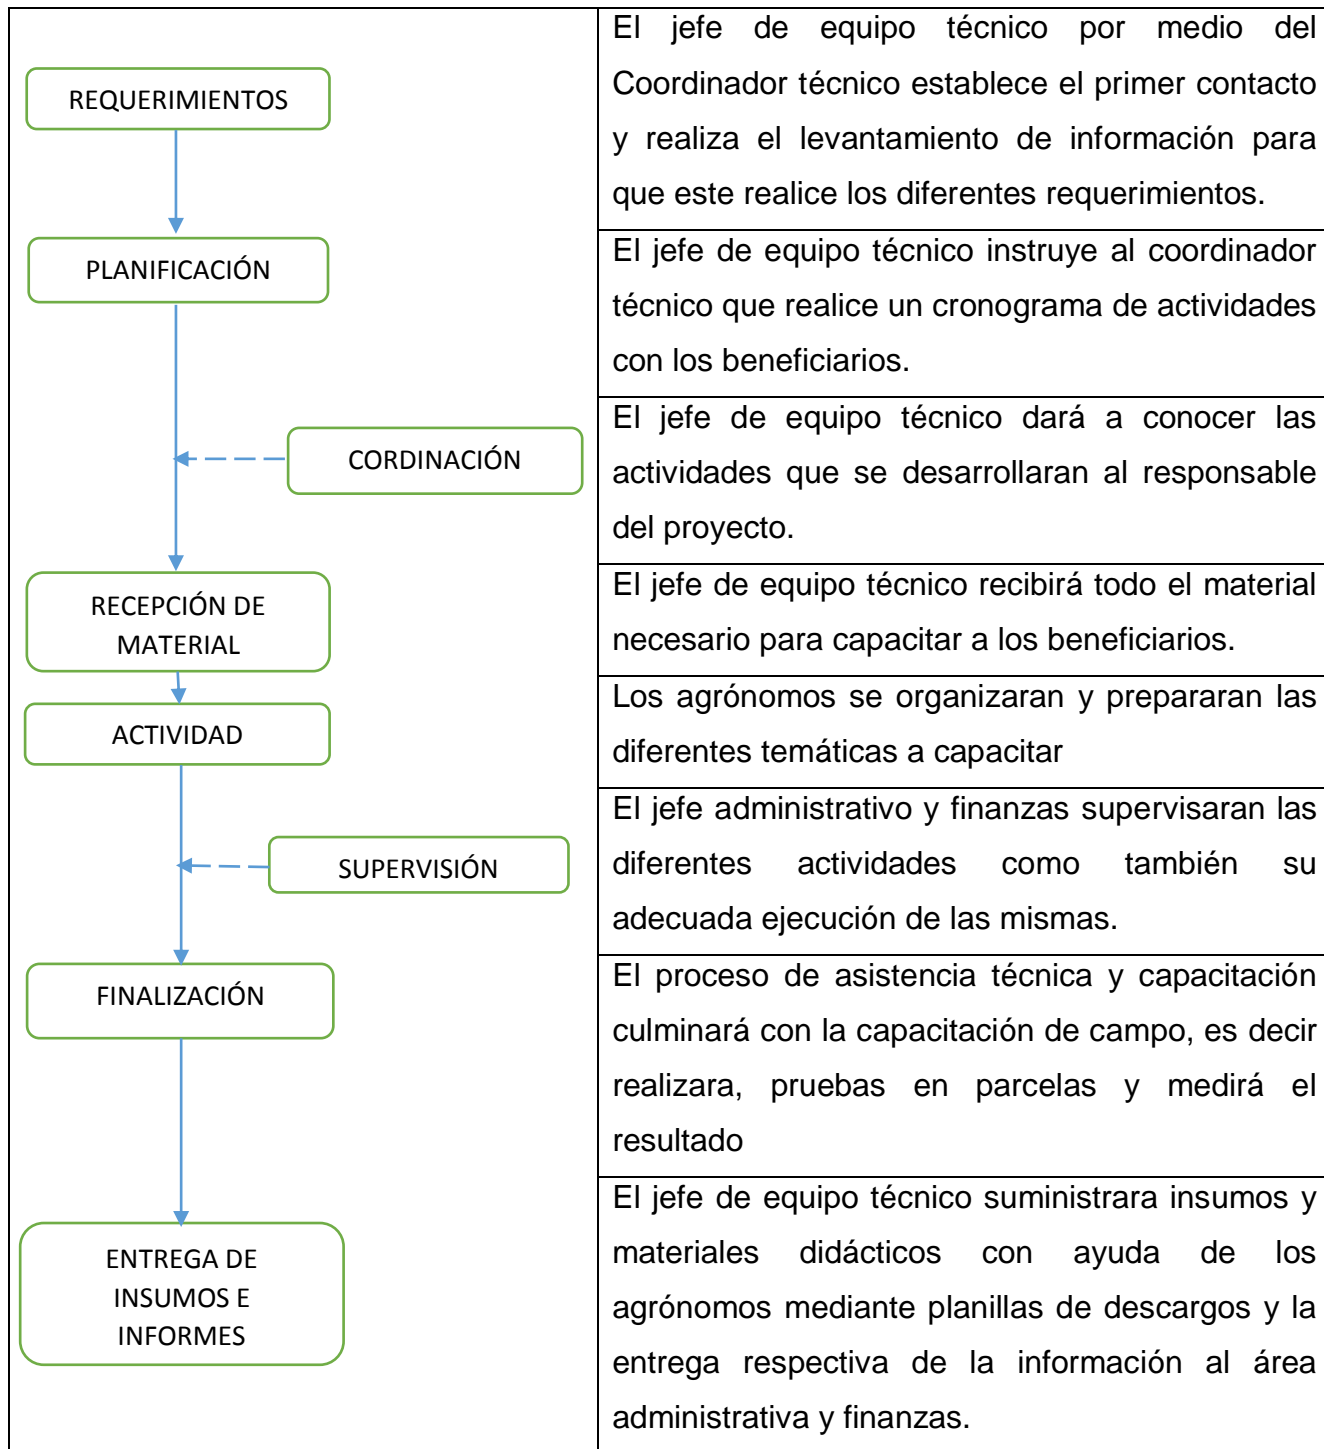 REQUERIMIENTOS
El jefe de equipo técnico por medio del
Coordinador técnico establece el primer contacto
y realiza el levantamiento de información para
que este realice los diferentes requerimientos.
PLANIFICACIÓN
El jefe de equipo técnico instruye al coordinador
técnico que realice un cronograma de actividades
con los beneficiarios.
CORDINACIÓN
El jefe de equipo técnico dará a conocer las
actividades que se desarrollaran al responsable
del proyecto.
RECEPCIÓN DE
MATERIAL
El jefe de equipo técnico recibirá todo el material
necesario para capacitar a los beneficiarios.
ACTIVIDAD
Los agrónomos se organizaran y prepararan las
diferentes temáticas a capacitar
SUPERVISIÓN
El jefe administrativo y finanzas supervisaran las
diferentes actividades como también su
adecuada ejecución de las mismas.
FINALIZACIÓN
El proceso de asistencia técnica y capacitación
culminará con la capacitación de campo, es decir
realizara, pruebas en parcelas y medirá el
resultado
ENTREGA DE
INSUMOS E
INFORMES
El jefe de equipo técnico suministrara insumos y
materiales didácticos con ayuda de los
agrónomos mediante planillas de descargos y la
entrega respectiva de la información al área
administrativa y finanzas.